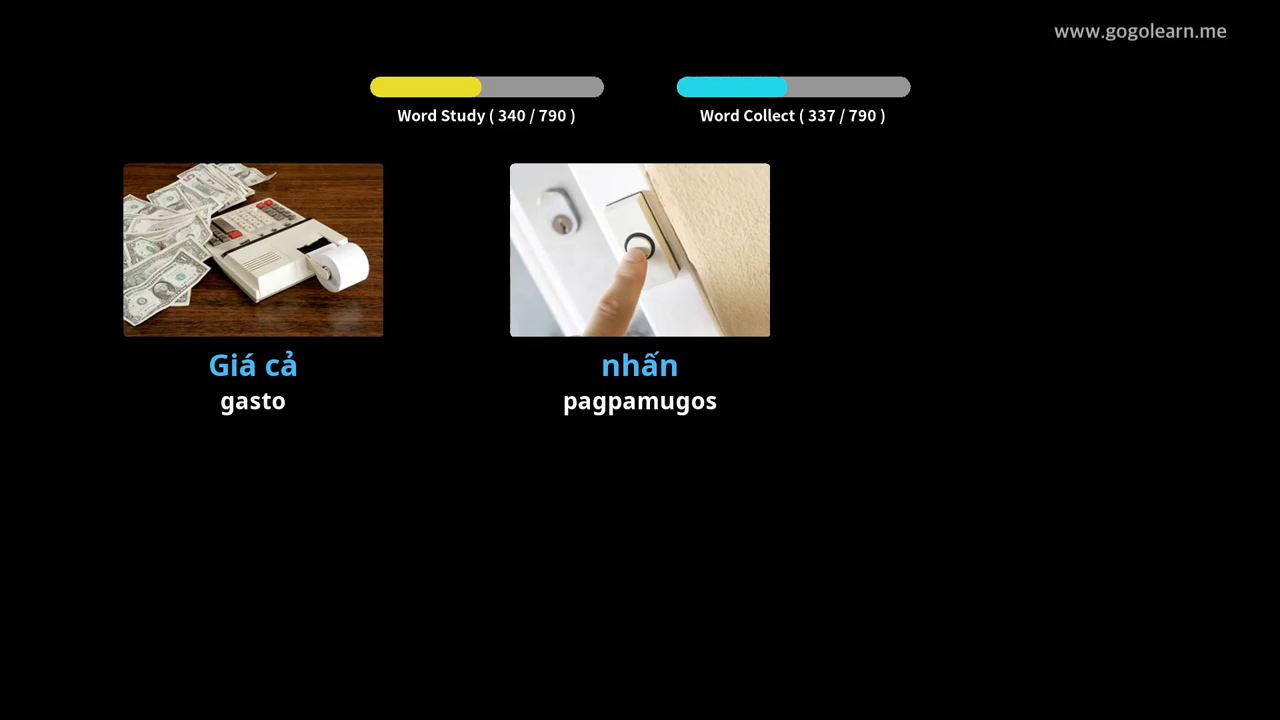 www.gogolearn.me
Word Study ( 340 / 790 )
Word Collect ( 337 / 790 )
Giá cả
gasto
nhấn
pagpamugos